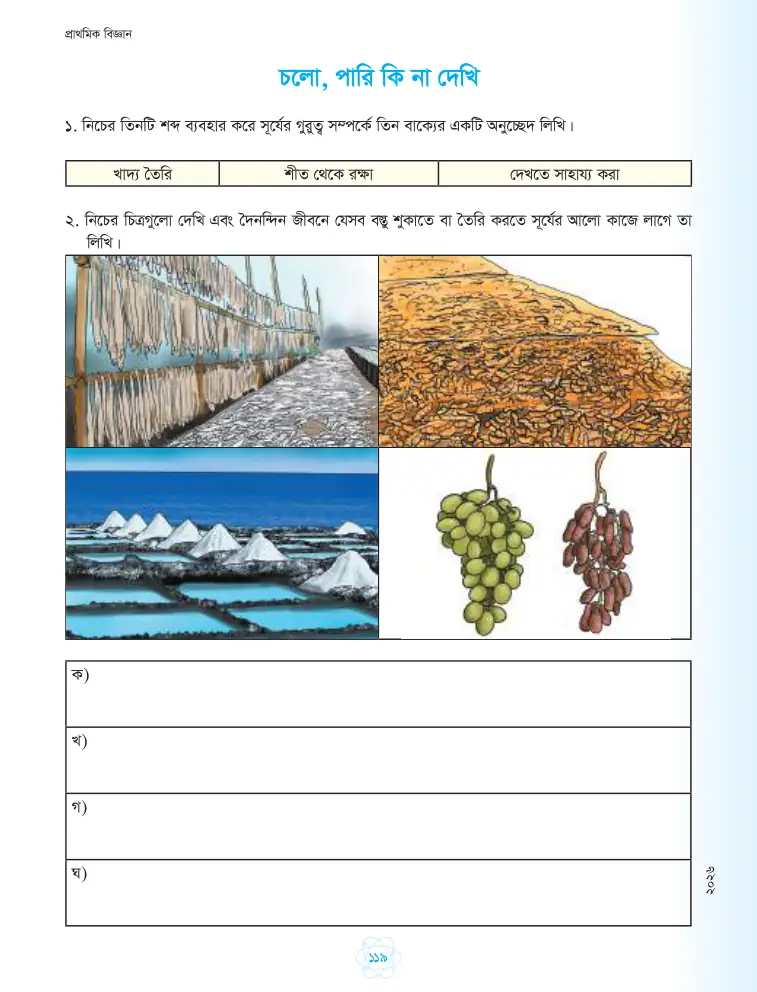 প্রাথমিক বিজ্ঞান
চলো, পারি কি না দেখি
১. নিচের তিনটি শব্দ ব্যবহার করে সূর্যের গুরুত্ব সম্পর্কে তিন বাক্যের একটি অনুচ্ছেদ লিখি।
খাদ্য তৈরি শীত থেকে রক্ষা দেখতে সাহায্য করা
২. নিচের চিত্রগুলো দেখি এবং দৈনন্দিন জীবনে যেসব বস্তু শুকাতে বা তৈরি করতে সূর্যের আলো কাজে লাগে তা
লিখি।
ক)
খ)
গ)
ঘ)
২০২৬
১১৯